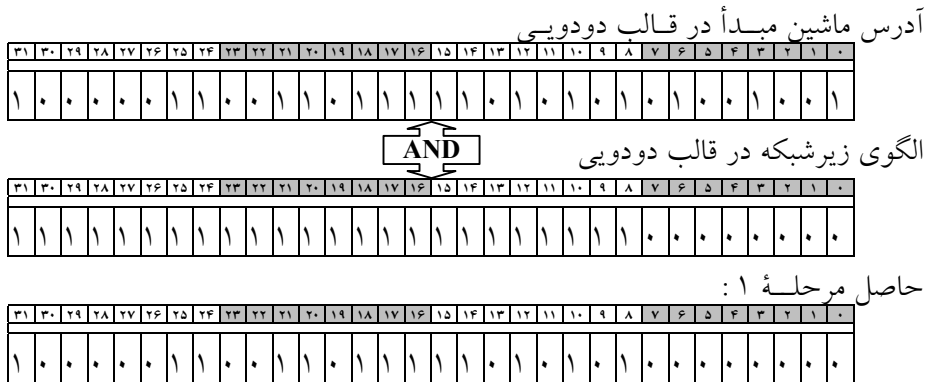 آدرس ماشین مبـدأ در قـالب دودویـی
۳۱ ۳۰ ۲۹ ۲۸ ۲۷ ۲۶ ۲۵ ۲۴ ۲۳ ۲۲ ۲۱ ۲۰ ۱۹ ۱۸ ۱۷ ۱۶ ۱۵ ۱۴ ۱۳ ۱۲ ۱۱ ۱۰ ۹ ۸ ۷ ۶ ۵ ۴ ۳ ۲ ۱ ۰
۱ ۰ ۰ ۰ ۰ ۰ ۱ ۱ ۰ ۰ ۱ ۱ ۰ ۱ ۱ ۱ ۱ ۱ ۰ ۱ ۰ ۱ ۰ ۱ ۰ ۱ ۰ ۰ ۱ ۰ ۰ ۱
AND
الگوی زیرشبکه در قالب دودویی
۳۱ ۳۰ ۲۹ ۲۸ ۲۷ ۲۶ ۲۵ ۲۴ ۲۳ ۲۲ ۲۱ ۲۰ ۱۹ ۱۸ ۱۷ ۱۶ ۱۵ ۱۴ ۱۳ ۱۲ ۱۱ ۱۰ ۹ ۸ ۷ ۶ ۵ ۴ ۳ ۲ ۱ ۰
۱ ۱ ۱ ۱ ۱ ۱ ۱ ۱ ۱ ۱ ۱ ۱ ۱ ۱ ۱ ۱ ۱ ۱ ۱ ۱ ۱ ۱ ۱ ۱ ۰ ۰ ۰ ۰ ۰ ۰ ۰ ۰
حاصل مرحلـۀ ۱ :
۳۱ ۳۰ ۲۹ ۲۸ ۲۷ ۲۶ ۲۵ ۲۴ ۲۳ ۲۲ ۲۱ ۲۰ ۱۹ ۱۸ ۱۷ ۱۶ ۱۵ ۱۴ ۱۳ ۱۲ ۱۱ ۱۰ ۹ ۸ ۷ ۶ ۵ ۴ ۳ ۲ ۱ ۰
۱ ۰ ۰ ۰ ۰ ۰ ۱ ۱ ۰ ۰ ۱ ۱ ۰ ۱ ۱ ۱ ۱ ۱ ۰ ۱ ۰ ۱ ۰ ۱ ۰ ۰ ۰ ۰ ۰ ۰ ۰ ۰